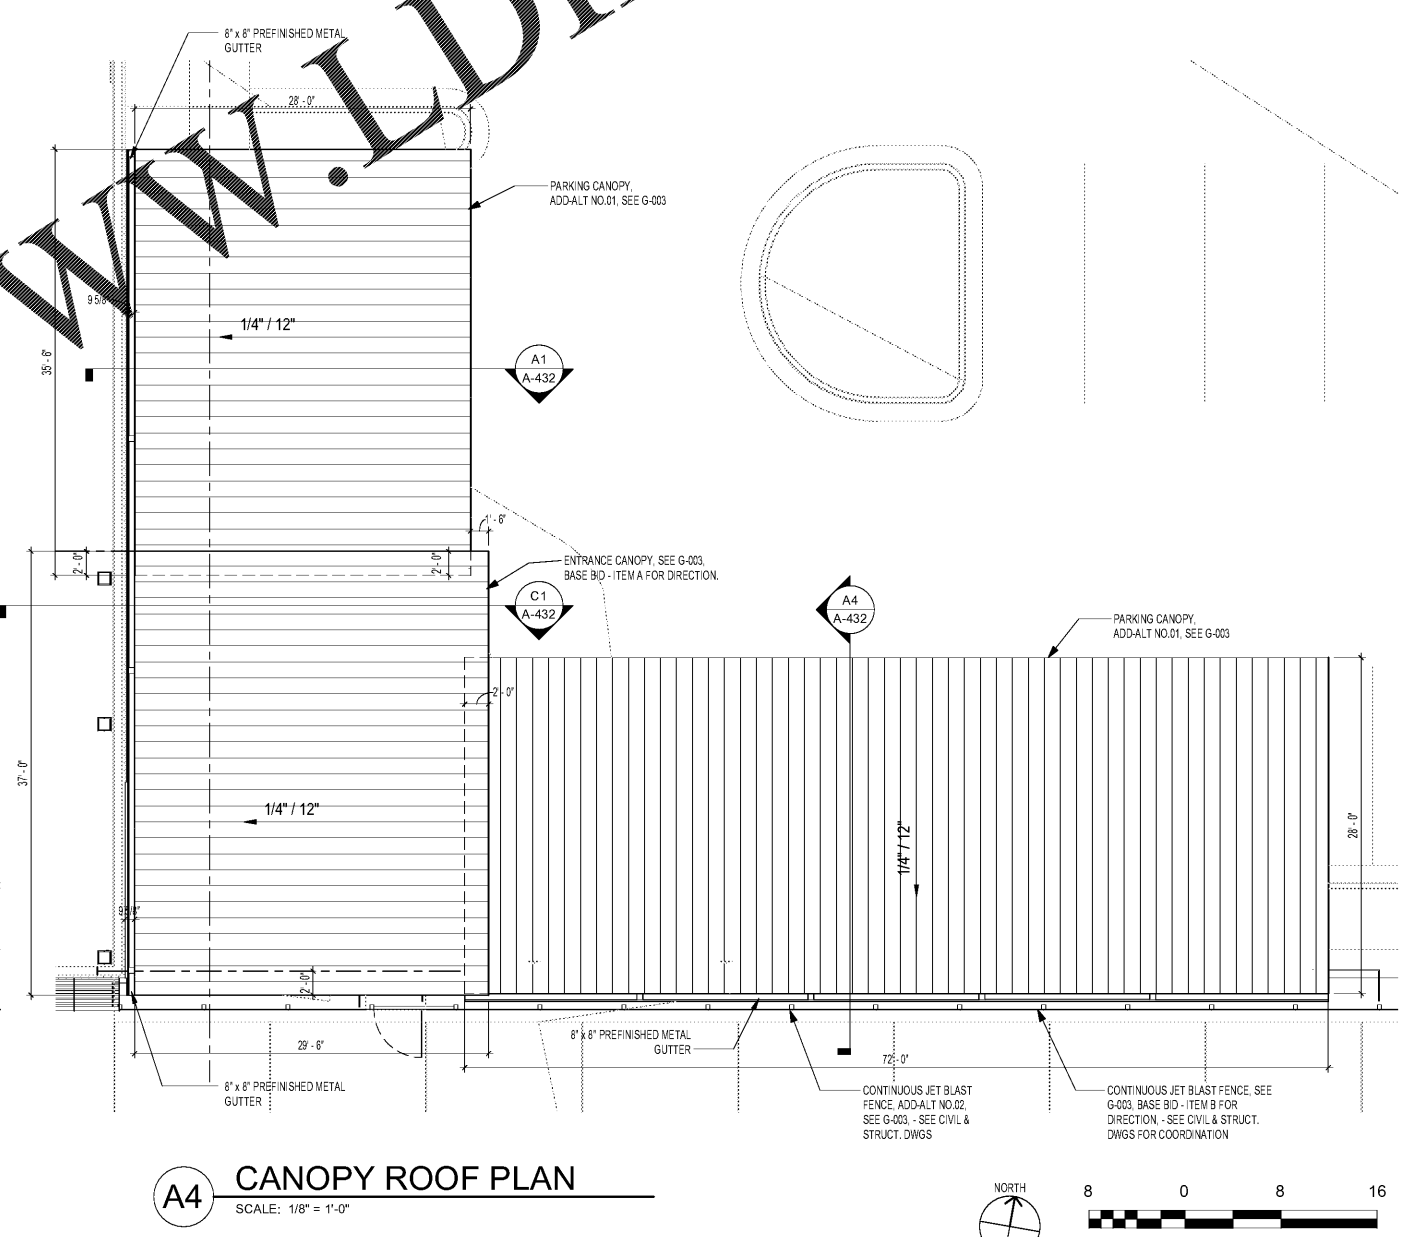 8" x 8" PREFINISHED METAL
GUTTER
WWW.LD
28' - 0"
PARKING CANOPY,
ADD-ALT NO.01, SEE G-003
9 5/8"
1/4" / 12"
35' - 6"
A1
A-432
1' - 6"
2' - 0"
2' - 0"
ENTRANCE CANOPY, SEE G-003,
BASE BID - ITEM A FOR DIRECTION.
C1
A-432
A4
A-432
PARKING CANOPY,
ADD-ALT NO.01, SEE G-003
2' - 0"
37' - 0"
1/4" / 12"
1/4" / 12"
28' - 0"
9 5/8"
2' - 0"
29' - 6"
8" x 8" PREFINISHED METAL
GUTTER
72' - 0"
8" x 8" PREFINISHED METAL
GUTTER
CONTINUOUS JET BLAST
FENCE, ADD-ALT NO.02,
SEE G-003, - SEE CIVIL &
STRUCT. DWGS
CONTINUOUS JET BLAST FENCE, SEE
G-003, BASE BID - ITEM B FOR
DIRECTION, - SEE CIVIL & STRUCT.
DWGS FOR COORDINATION
A4
CANOPY ROOF PLAN
SCALE: 1/8" = 1'-0"
NORTH
8 0 8 16